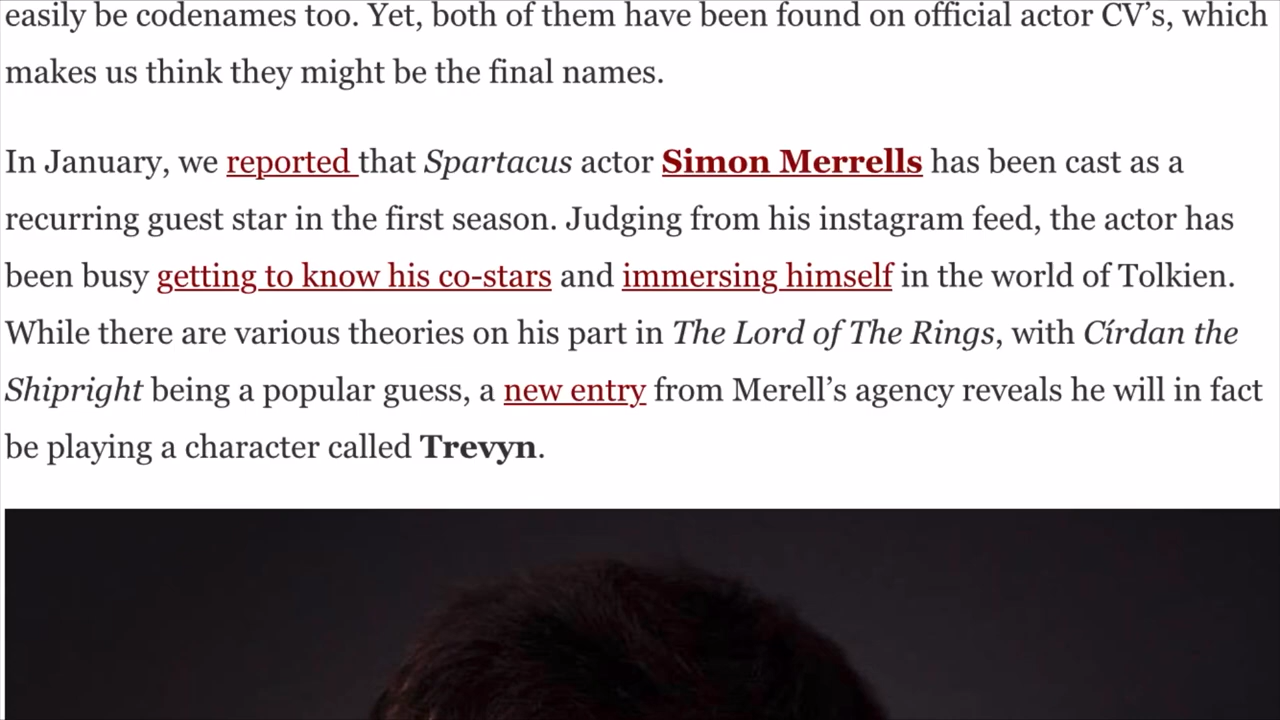 easily be codenames too. Yet, both of them have been found on official actor CV’s, which
makes us think they might be the final names.
In January, we reported that Spartacus actor Simon Merrells has been cast as a
recurring guest star in the first season. Judging from his instagram feed, the actor has
been busy getting to know his co-stars and immersing himself in the world of Tolkien.
While there are various theories on his part in The Lord of The Rings, with Círdan the
Shipright being a popular guess, a new entry from Merell’s agency reveals he will in fact
be playing a character called Trevyn.